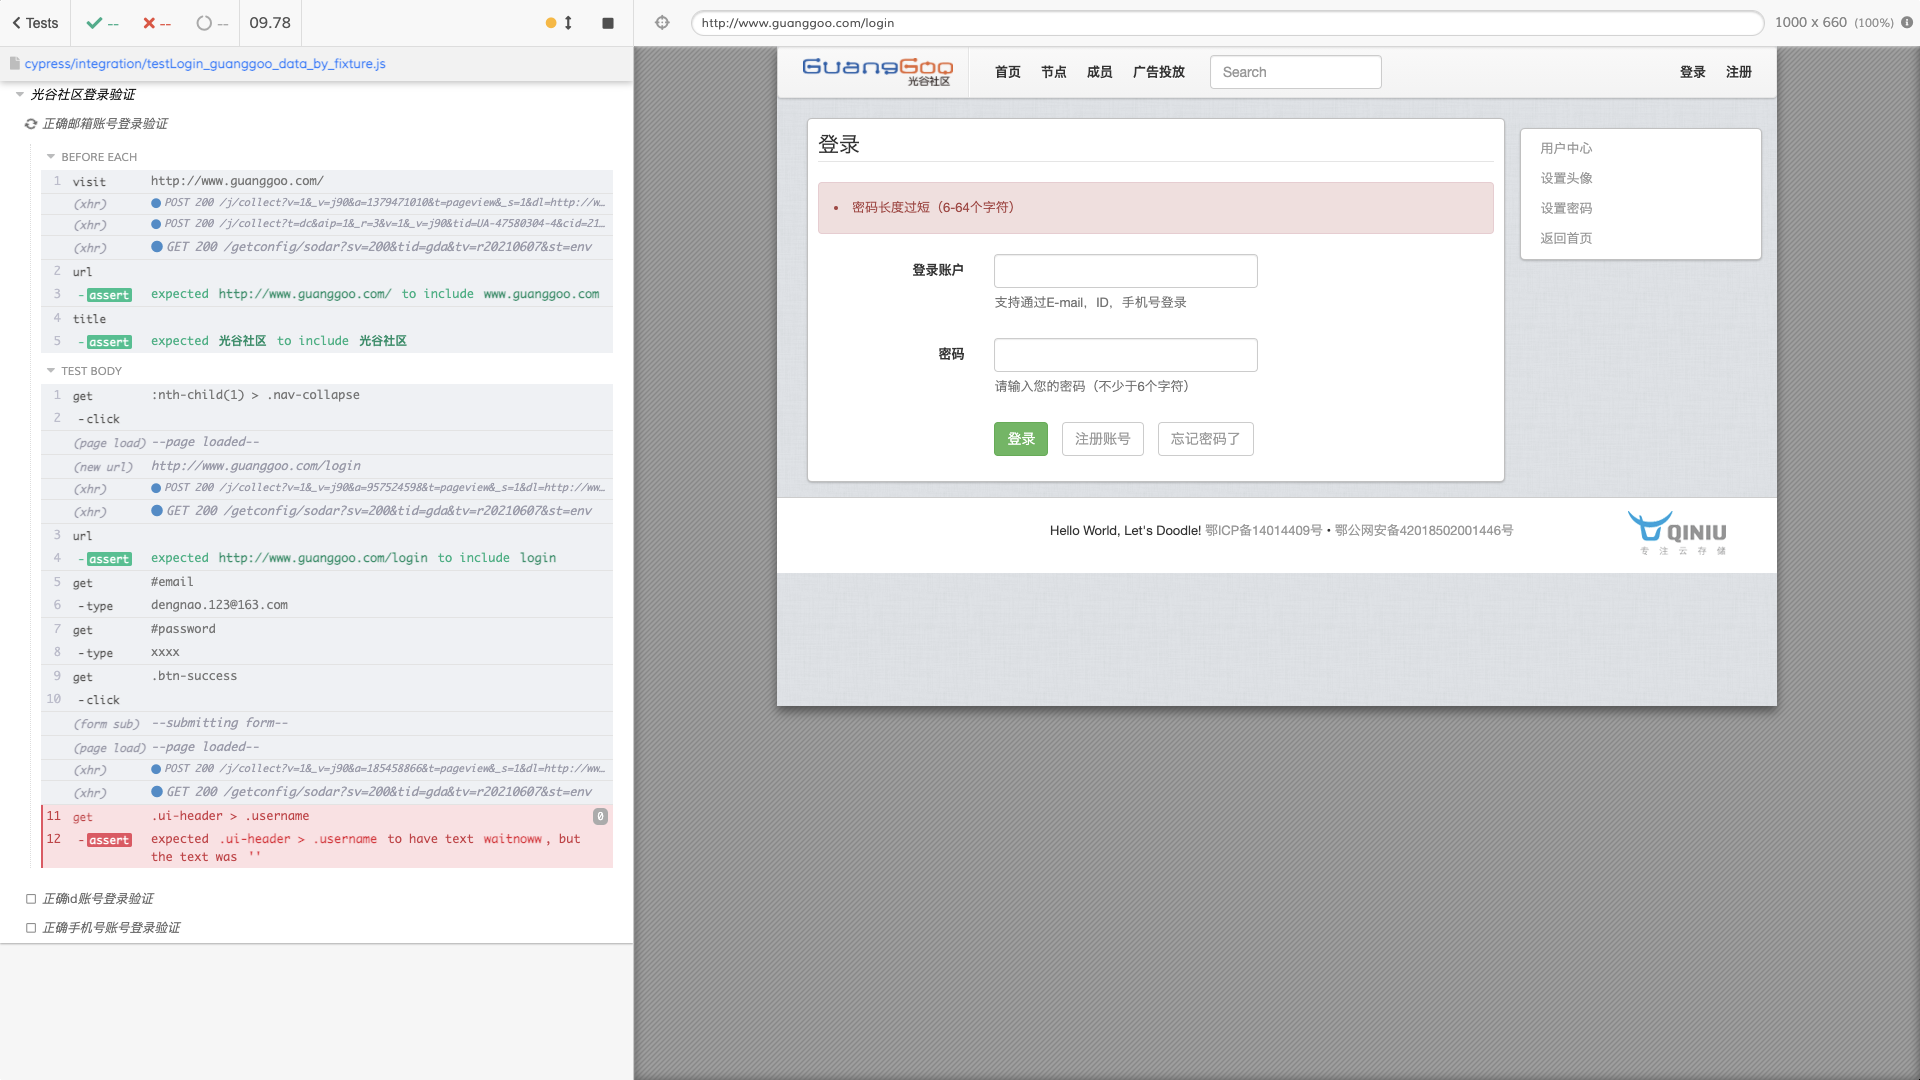 Tests
--
--
--
09.78
http://www.guanggoo.com/login
1000 x 660 (100%)
cypress/integration/testLogin_guanggoo_data_by_fixture.js
光谷社区登录验证
正确邮箱账号登录验证
BEFORE EACH
1 visit http://www.guanggoo.com/
(xhr) POST 200 /j/collect?v=1&_v=j90&a=1379471010&t=pageview&_s=1&dl=http://w…
(xhr) POST 200 /j/collect?t=dc&aip=1&_r=3&v=1&_v=j90&tid=UA-47580304-4&cid=21…
(xhr) GET 200 /getconfig/sodar?sv=200&tid=gda&tv=r20210607&st=env
2 url
3 -assert expected http://www.guanggoo.com/ to include www.guanggoo.com
4 title
5 -assert expected 光谷社区 to include 光谷社区
TEST BODY
1 get :nth-child(1) > .nav-collapse
2 -click
(page load) --page loaded--
(new url) http://www.guanggoo.com/login
(xhr) POST 200 /j/collect?v=1&_v=j90&a=957524598&t=pageview&_s=1&dl=http://ww…
(xhr) GET 200 /getconfig/sodar?sv=200&tid=gda&tv=r20210607&st=env
3 url
4 -assert expected http://www.guanggoo.com/login to include login
5 get #email
6 -type dengnao.123@163.com
7 get #password
8 -type xxxx
9 get .btn-success
10 -click
(form sub) --submitting form--
(page load) --page loaded--
(xhr) POST 200 /j/collect?v=1&_v=j90&a=185458866&t=pageview&_s=1&dl=http://ww…
(xhr) GET 200 /getconfig/sodar?sv=200&tid=gda&tv=r20210607&st=env
11 get .ui-header > .username 0
12 -assert expected .ui-header > .username to have text waitnoww, but
the text was ''
正确id账号登录验证
正确手机号账号登录验证
GuangGoo
光谷社区
首页 节点 成员 广告投放 Search 登录 注册
登录
• 密码长度过短（6-64个字符）
登录账户
支持通过E-mail，ID，手机号登录
密码
请输入您的密码（不少于6个字符）
登录 注册账号 忘记密码了
用户中心
设置头像
设置密码
返回首页
Hello World, Let's Doodle! 鄂ICP备14014409号 • 鄂公网安备42018502001446号
QINIU
专注云存储